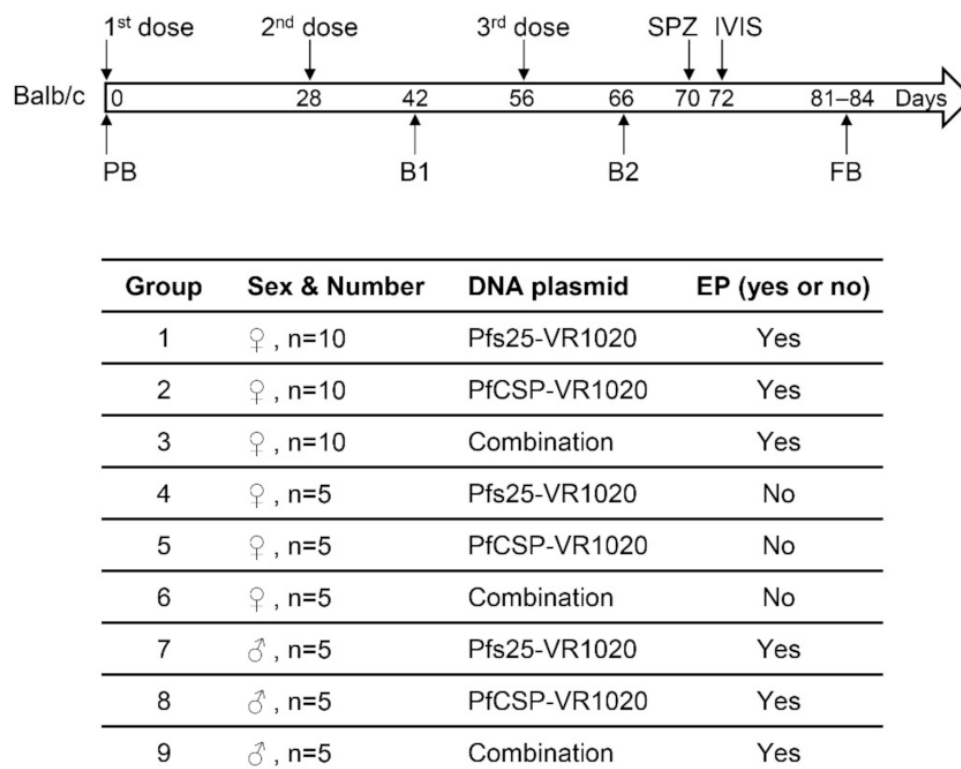 1st dose 2nd dose 3rd dose SPZ IVIS
Balb/c 0 28 42 56 66 70 72 81–84 Days
PB B1 B2 FB
Group Sex & Number DNA plasmid EP (yes or no)
1 ♀, n=10 Pfs25-VR1020 Yes
2 ♀, n=10 PfCSP-VR1020 Yes
3 ♀, n=10 Combination Yes
4 ♀, n=5 Pfs25-VR1020 No
5 ♀, n=5 PfCSP-VR1020 No
6 ♀, n=5 Combination No
7 ♂, n=5 Pfs25-VR1020 Yes
8 ♂, n=5 PfCSP-VR1020 Yes
9 ♂, n=5 Combination Yes